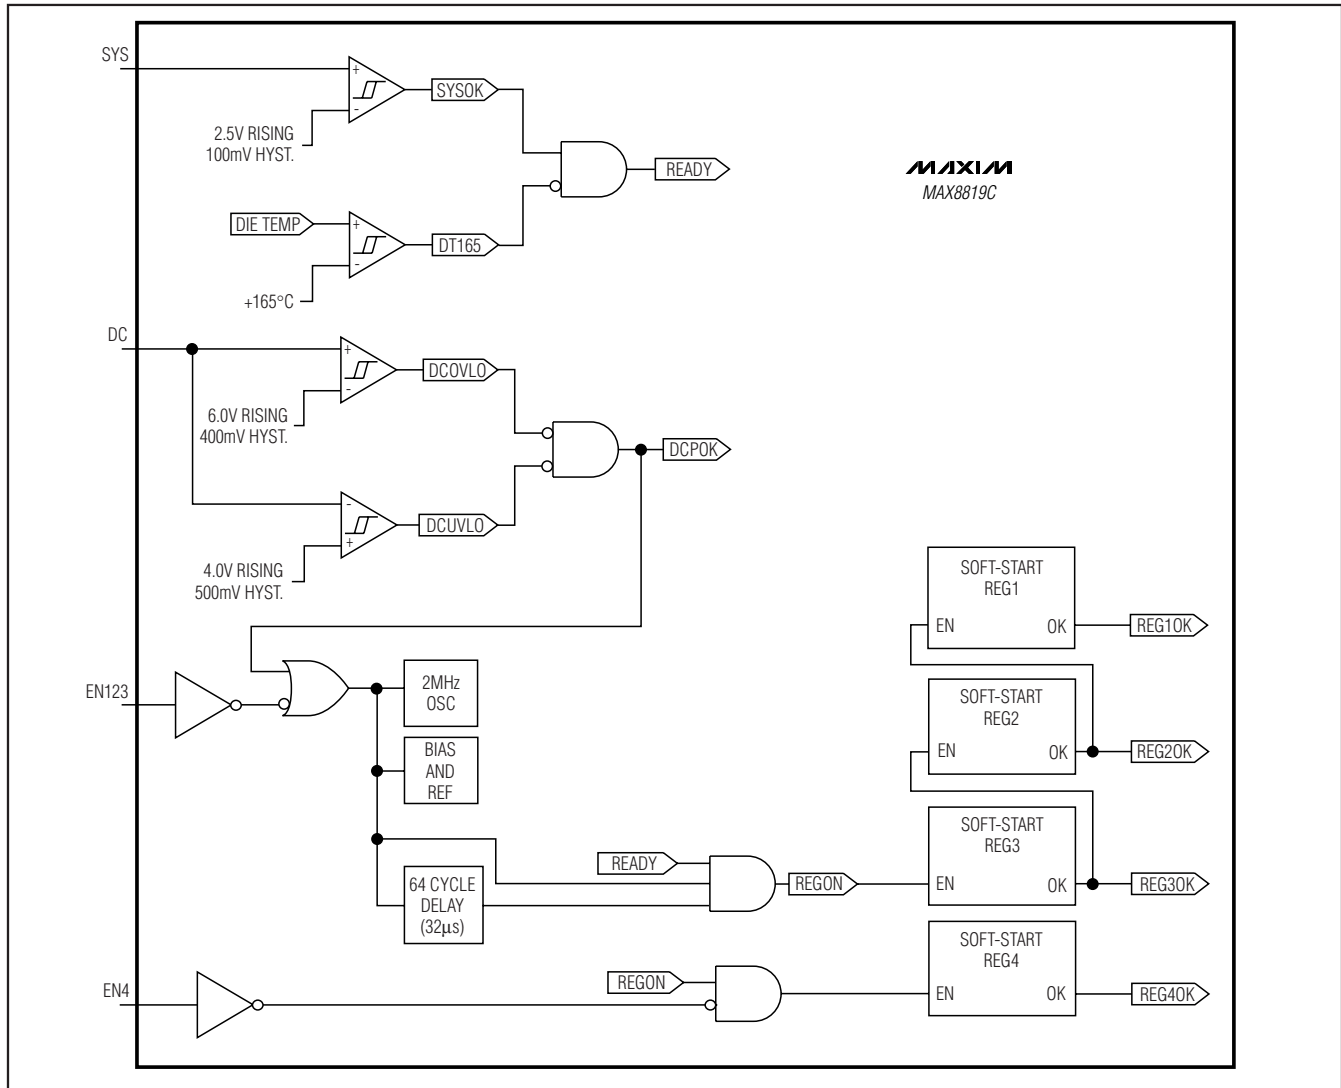 SYS
+
-
SYSOK
2.5V RISING
100mV HYST.
READY
MAXIM
MAX8819C
DIE TEMP
+
-
DT165
+165°C
DC
+
-
DCOVLO
6.0V RISING
400mV HYST.
DCPOK
-
+
DCUVLO
4.0V RISING
500mV HYST.
SOFT-START
REG1
EN
OK
REG1OK
EN123
2MHz
OSC
SOFT-START
REG2
EN
OK
REG2OK
BIAS
AND
REF
SOFT-START
REG3
EN
OK
REG3OK
READY
REGON
64 CYCLE
DELAY
(32μs)
SOFT-START
REG4
EN
OK
REG4OK
EN4
REGON